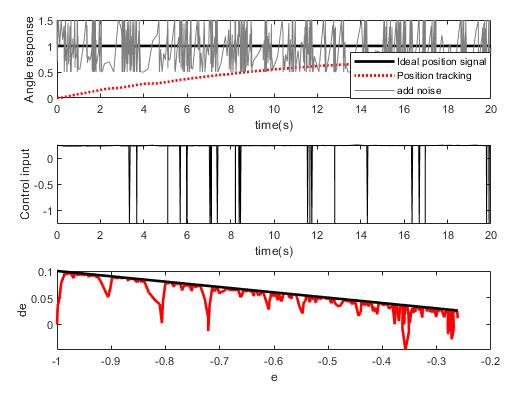 Angle response
1.5
1
0.5
0
Ideal position signal
Position tracking
add noise
0 2 4 6 8 10 12 14 16 18 20
time(s)
Control input
0
-0.5
-1
0 2 4 6 8 10 12 14 16 18 20
time(s)
de
0.1
0.05
0
-1 -0.9 -0.8 -0.7 -0.6 -0.5 -0.4 -0.3 -0.2
e